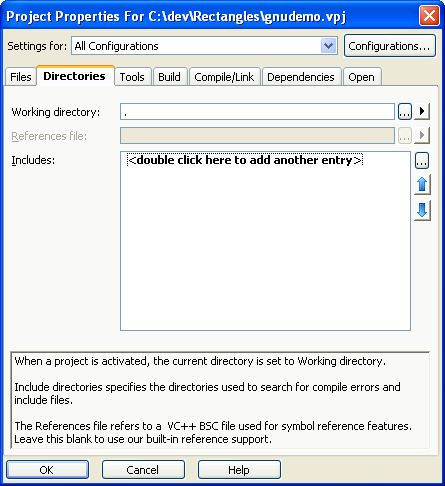 Project Properties For C:\dev\Rectangles\gnudemo.vpj
Settings for: All Configurations Configurations...
Files Directories Tools Build Compile/Link Dependencies Open
Working directory: . ...
References file: ...
Includes: <double click here to add another entry> ...
When a project is activated, the current directory is set to Working directory.
Include directories specifies the directories used to search for compile errors and
include files.
The References file refers to a VC++ BSC file used for symbol reference features.
Leave this blank to use our built-in reference support.
OK Cancel Help